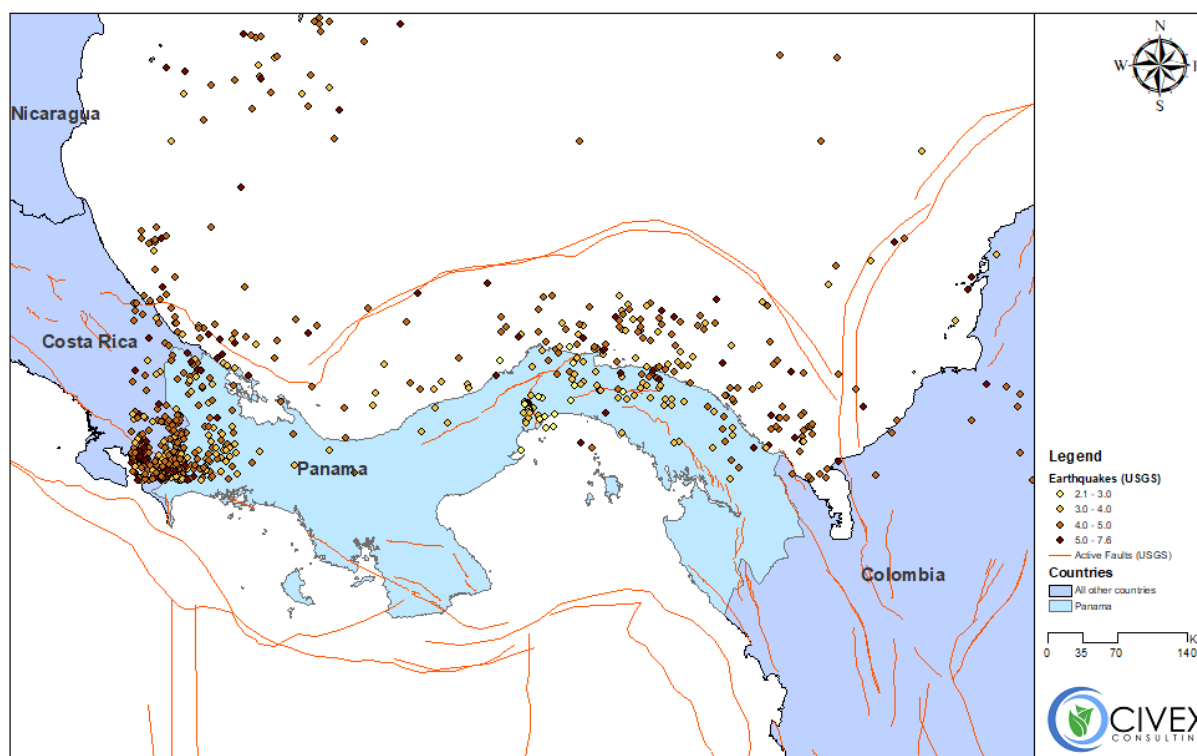 N
W
E
S
Nicaragua
Costa Rica
Panama
Colombia
Legend
Earthquakes (USGS)
2.1 - 3.0
3.0 - 4.0
4.0 - 5.0
5.0 - 7.6
Active Faults (USGS)
Countries
All other countries
Panama
K
0 35 70 140
CIVEX
CONSULTIN